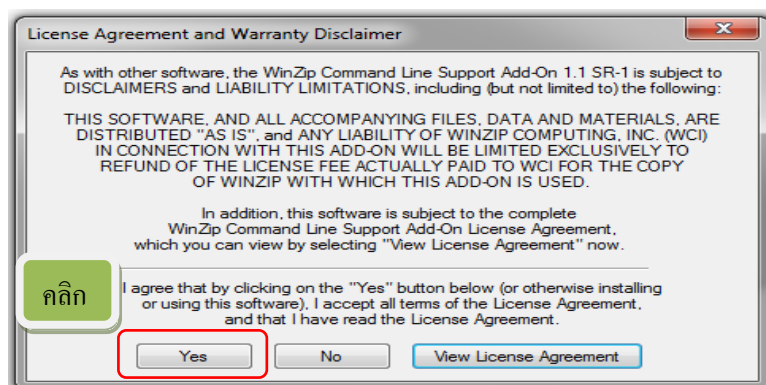 License Agreement and Warranty Disclaimer
As with other software, the WinZip Command Line Support Add-On 1.1 SR-1 is subject to
DISCLAIMERS and LIABILITY LIMITATIONS, including (but not limited to) the following:
THIS SOFTWARE, AND ALL ACCOMPANYING FILES, DATA AND MATERIALS, ARE
DISTRIBUTED "AS IS", and ANY LIABILITY OF WINZIP COMPUTING, INC. (WCI)
IN CONNECTION WITH THIS ADD-ON WILL BE LIMITED EXCLUSIVELY TO
REFUND OF THE LICENSE FEE ACTUALLY PAID TO WCI FOR THE COPY
OF WINZIP WITH WHICH THIS ADD-ON IS USED.
In addition, this software is subject to the complete
WinZip Command Line Support Add-On License Agreement,
which you can view by selecting "View License Agreement" now.
คลิก
I agree that by clicking on the "Yes" button below (or otherwise installing
or using this software), I accept all terms of the License Agreement,
and that I have read the License Agreement.
Yes No View License Agreement